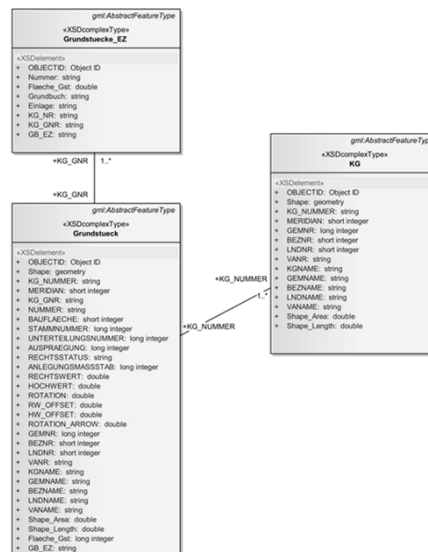 gml:AbstractFeatureType
«XSDcomplexType»
Grundstuecke_EZ
«XSDelement»
+ OBJECTID: Object ID
+ Nummer: string
+ Flaeche_Gst: double
+ Grundbuch: string
+ Einlage: string
+ KG_NR: string
+ KG_GNR: string
+ GB_EZ: string
+KG_GNR 1..*
+KG_GNR
gml:AbstractFeatureType
«XSDcomplexType»
Grundstueck
«XSDelement»
+ OBJECTID: Object ID
+ Shape: geometry
+ KG_NUMMER: string
+ MERIDIAN: short integer
+ KG_GNR: string
+ NUMMER: string
+ BAUFLAECHE: short integer
+ STAMMNUMMER: long integer
+ UNTERTEILUNGSNUMMER: long integer
+ AUSPRAEGUNG: long integer
+ RECHTSSTATUS: string
+ ANLEGUNGSMASSSTAB: long integer
+ RECHTSWERT: double
+ HOCHWERT: double
+ ROTATION: double
+ RW_OFFSET: double
+ HW_OFFSET: double
+ ROTATION_ARROW: double
+ GEMNR: long integer
+ BEZNR: short integer
+ LNDNR: short integer
+ VANR: string
+ KGNAME: string
+ GEMNAME: string
+ BEZNAME: string
+ LNDNAME: string
+ VANAME: string
+ Shape_Area: double
+ Shape_Length: double
+ Flaeche_Gst: long integer
+ GB_EZ: string
+KG_NUMMER
1..*
+KG_NUMMER
gml:AbstractFeatureTyp
«XSDcomplexType»
KG
«XSDelement»
+ OBJECTID: Object ID
+ Shape: geometry
+ KG_NUMMER: string
+ MERIDIAN: short integer
+ GEMNR: long integer
+ BEZNR: short integer
+ LNDNR: short integer
+ VANR: string
+ KGNAME: string
+ GEMNAME: string
+ BEZNAME: string
+ LNDNAME: string
+ VANAME: string
+ Shape_Area: double
+ Shape_Length: double